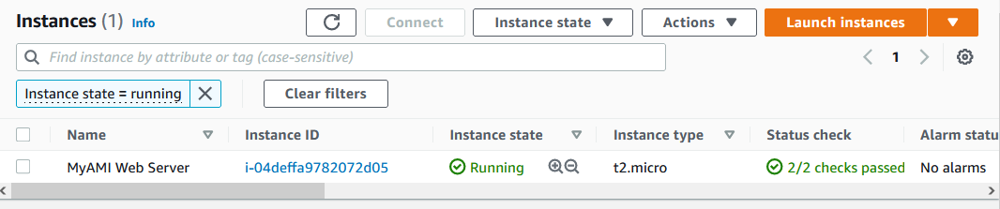 Instances (1) Info Connect Instance state Actions Launch instances
Find instance by attribute or tag (case-sensitive) 1
Instance state = running Clear filters
Name Instance ID Instance state Instance type Status check Alarm statu
MyAMI Web Server i-04deffa9782072d05 Running t2.micro 2/2 checks passed No alarms